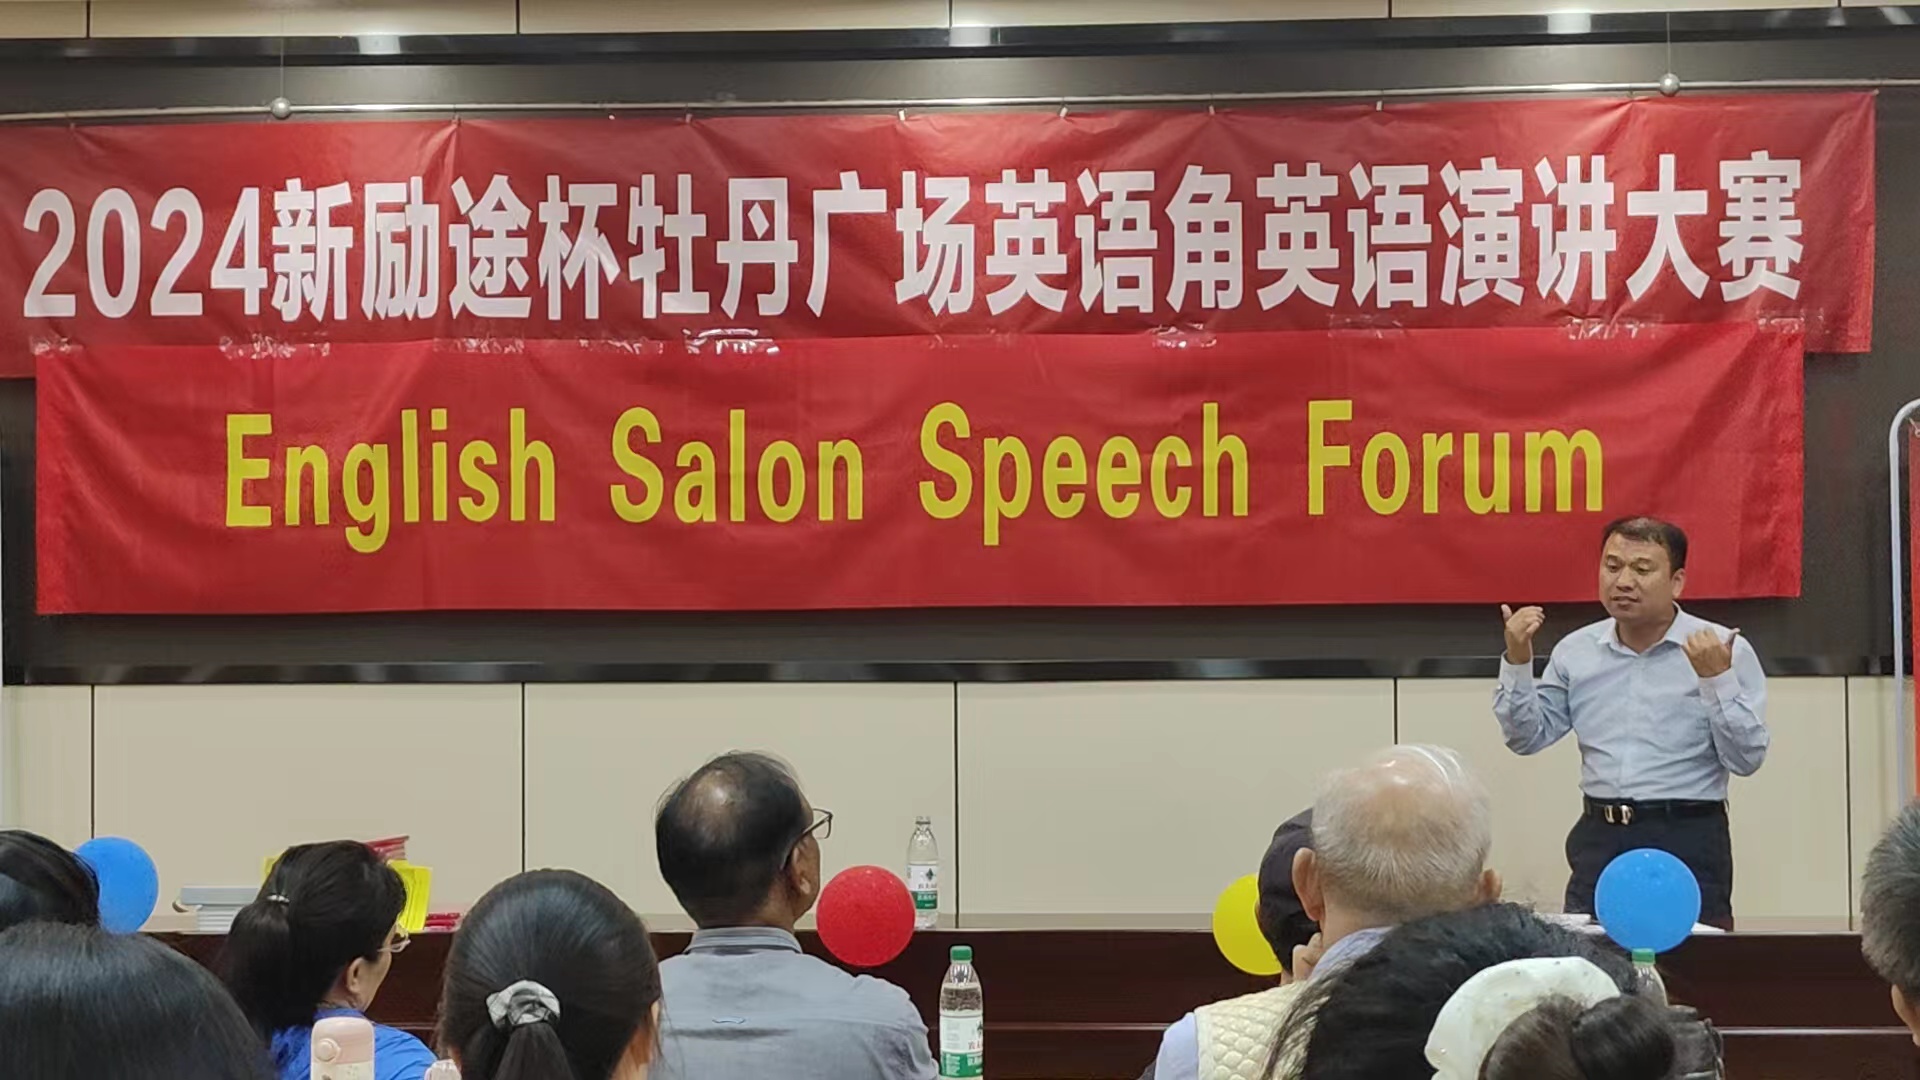 2024新励途杯牡丹广场英语角英语演讲大赛
English Salon Speech Forum